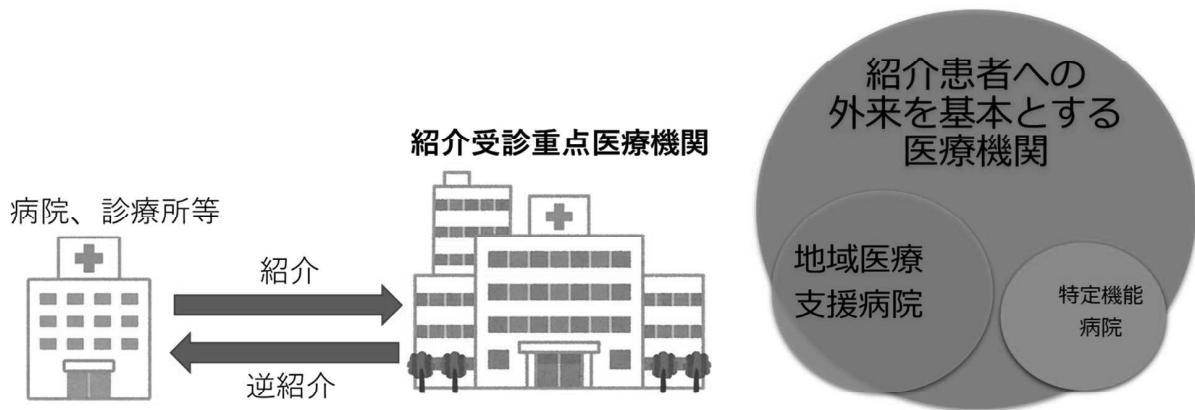 病院、診療所等
紹介
逆紹介
紹介受診重点医療機関
紹介患者への
外来を基本とする
医療機関
地域医療
支援病院
特定機能
病院